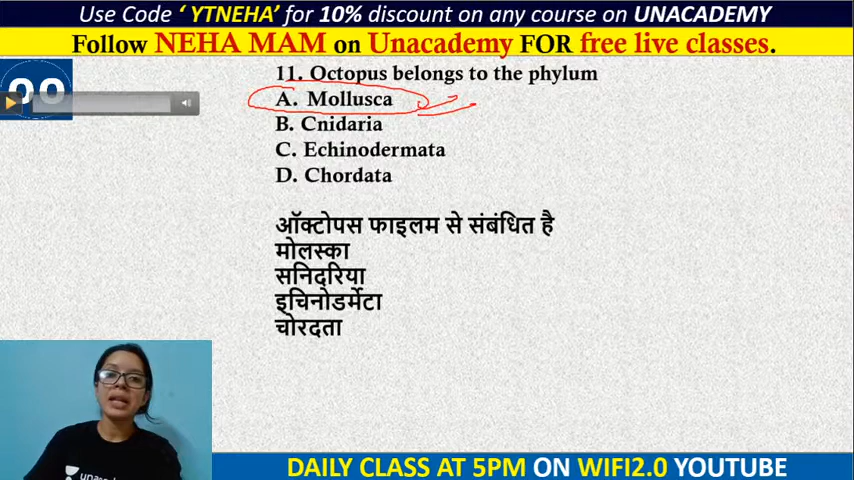 Use Code ‘ YTNEHA’ for 10% discount on any course on UNACADEMY
Follow NEHA MAM on Unacademy FOR free live classes.
00
11. Octopus belongs to the phylum
A. Mollusca
B. Cnidaria
C. Echinodermata
D. Chordata
ऑक्टोपस फाइलम से संबंधित है
मोलस्का
सनिदरिया
इचिनोडर्मेटा
चोरदता
DAILY CLASS AT 5PM ON WIFI2.0 YOUTUBE